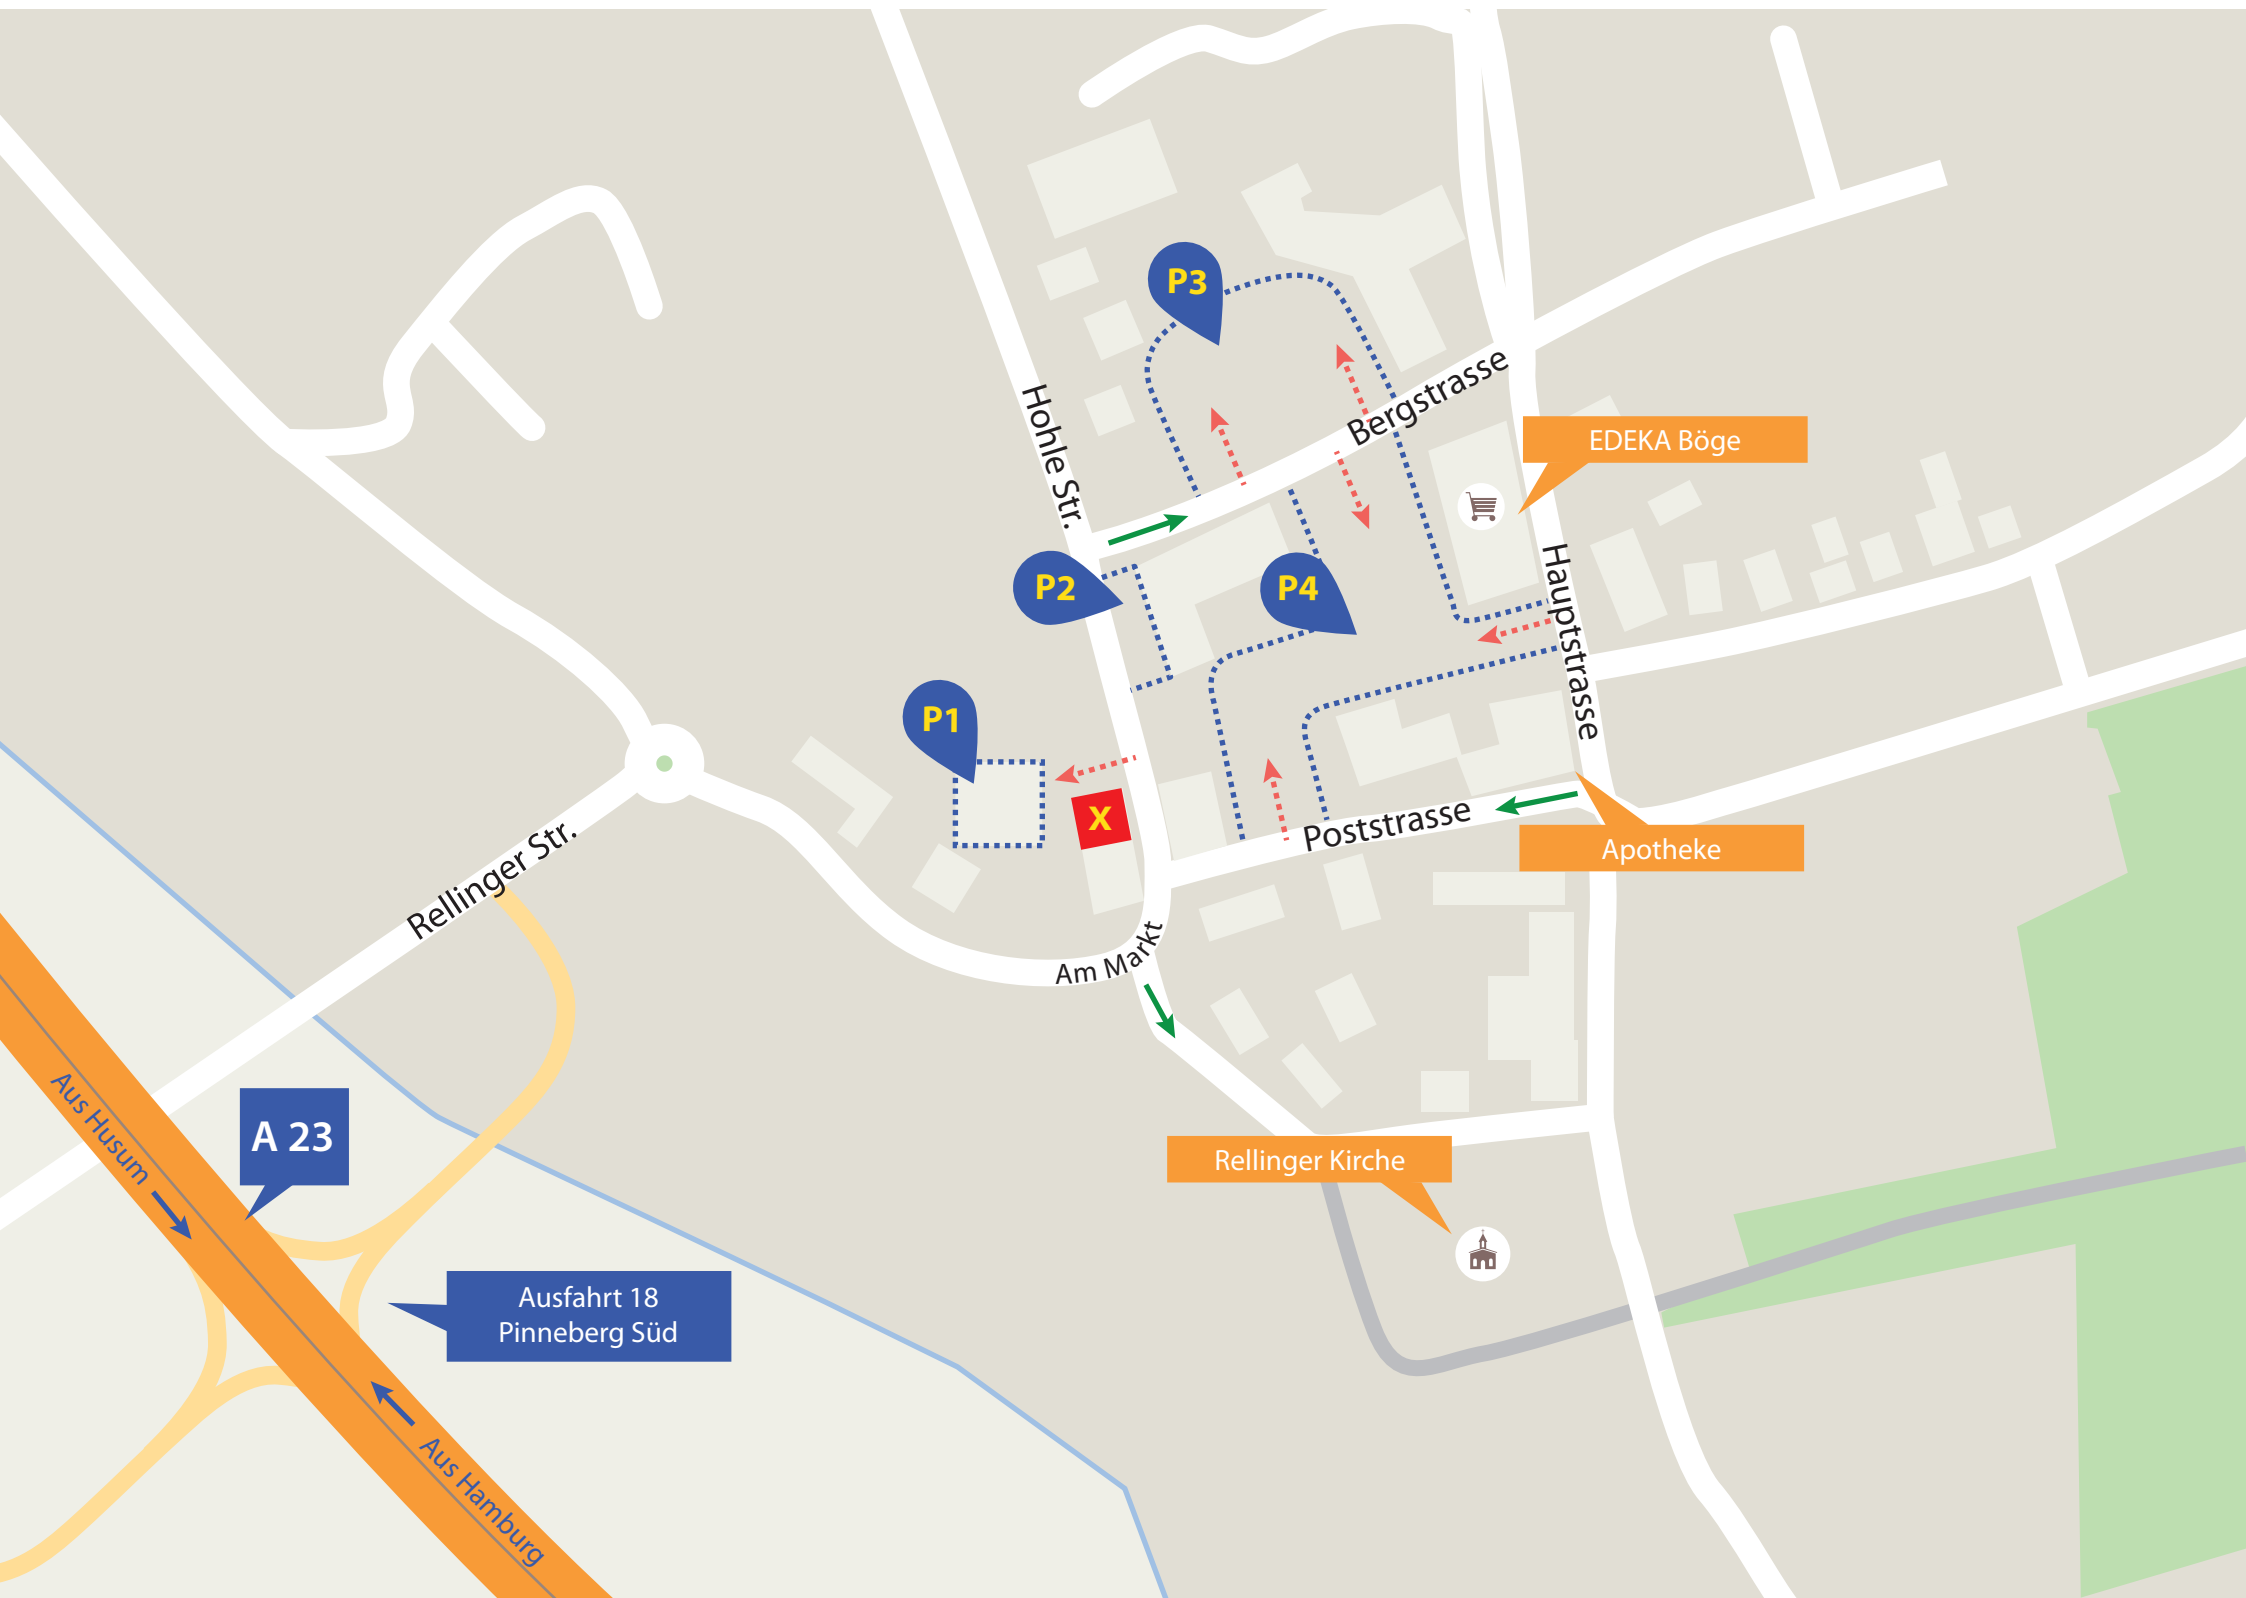 P3
Hohle Str.
Bergstrasse
EDEKA Böge
P2
P4
Hauptstrasse
P1
X
Poststrasse
Apotheke
Rellinger Str.
Am Markt
Aus Husum
A 23
Rellinger Kirche
Ausfahrt 18
Pinneberg Süd
Aus Hamburg